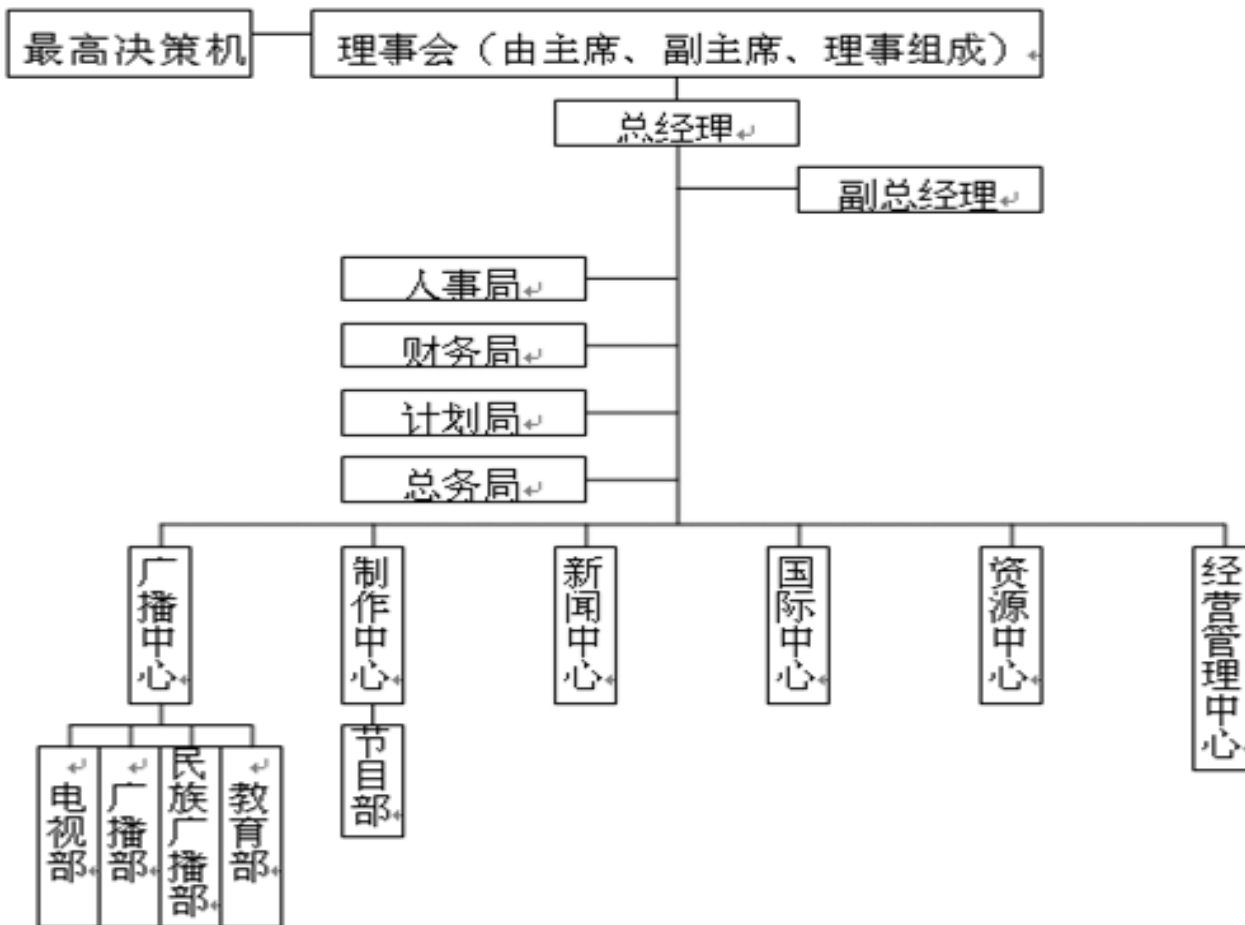 最高决策机
理事会（由主席、副主席、理事组成）
总经理
副总经理
人事局
财务局
计划局
总务局
广播中心
制作中心
新闻中心
国际中心
资源中心
经营管理中心
电视部
广播部
民族广播部
教育部
节目部